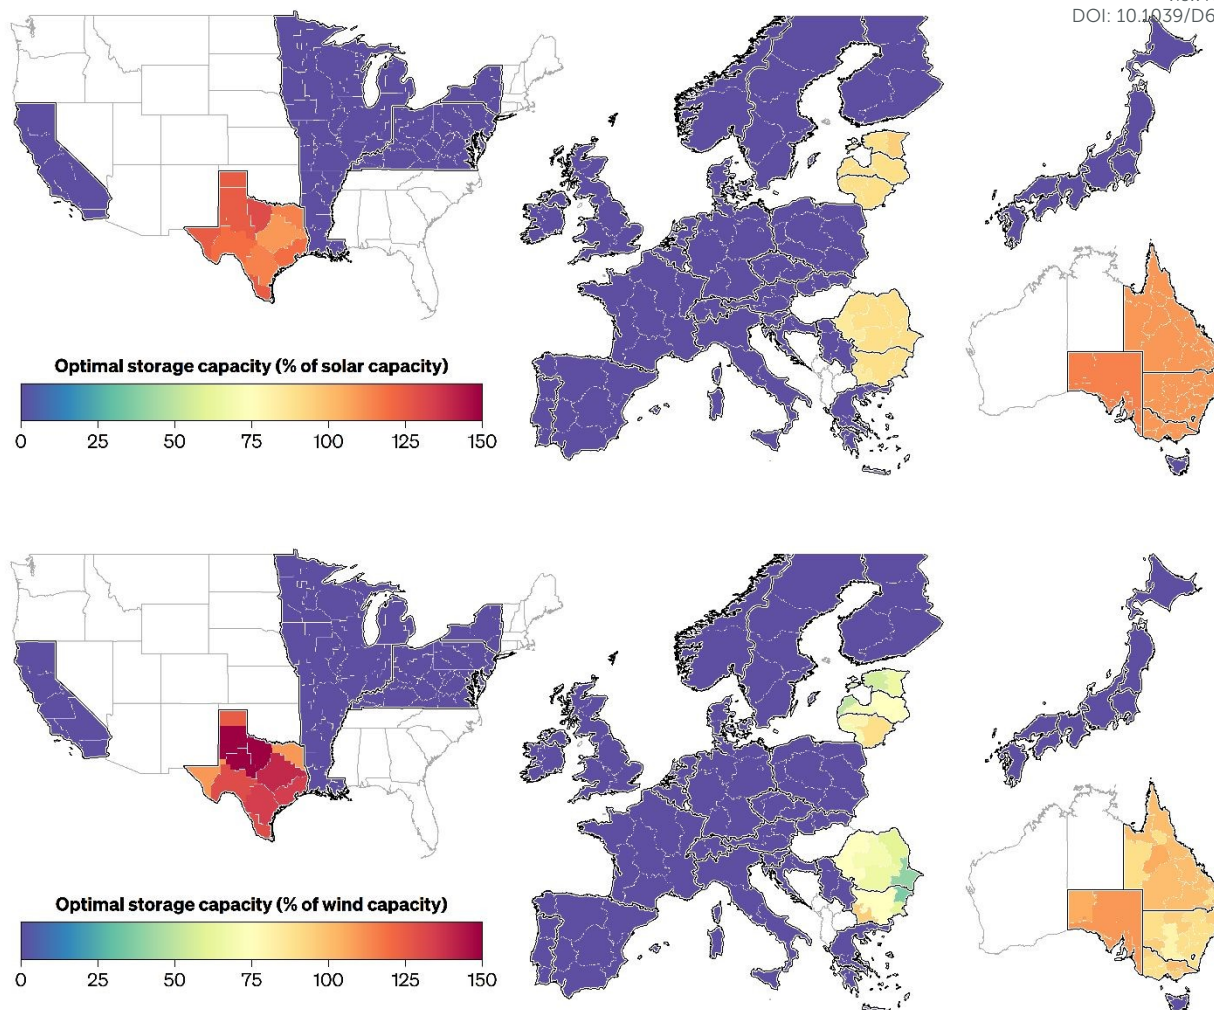 DOI: 10.1039/D6
Optimal storage capacity (% of solar capacity)
0 25 50 75 100 125 150
Optimal storage capacity (% of wind capacity)
0 25 50 75 100 125 150